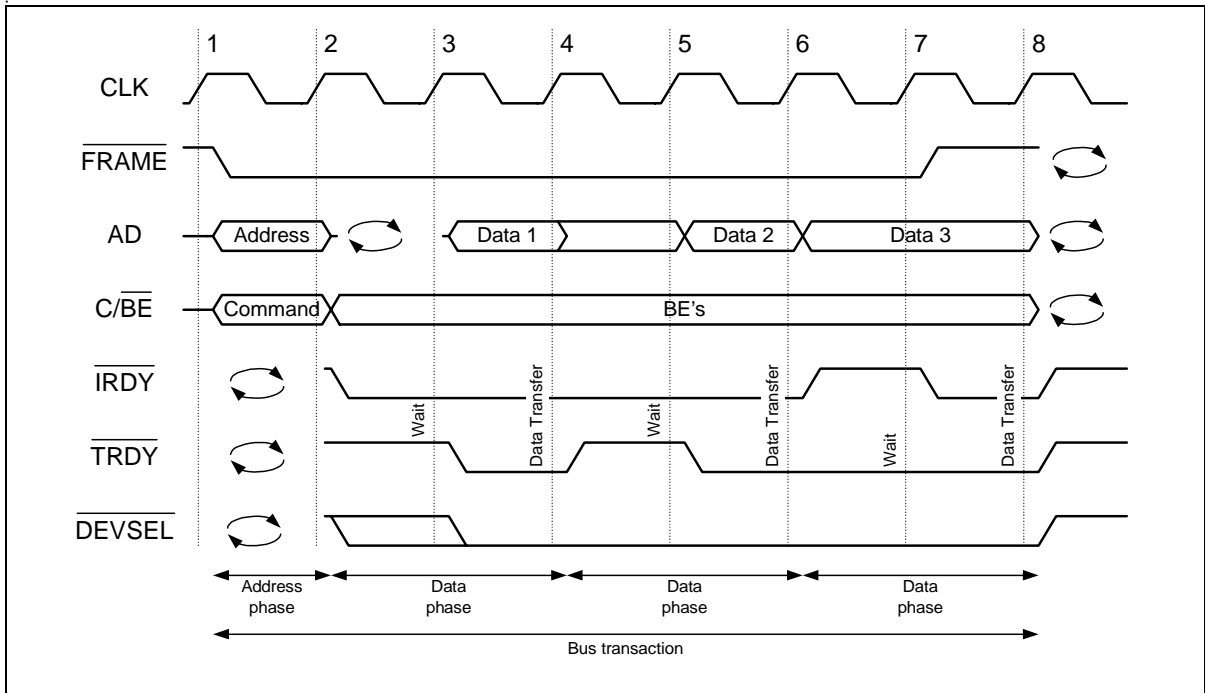 1 2 3 4 5 6 7 8
CLK
FRAME
AD Address Data 1 Data 2 Data 3
C/BE Command BE's
IRDY
Wait Data Transfer Wait Data Transfer Wait Data Transfer
TRDY
DEVSEL
Address phase Data phase Data phase Data phase
Bus transaction